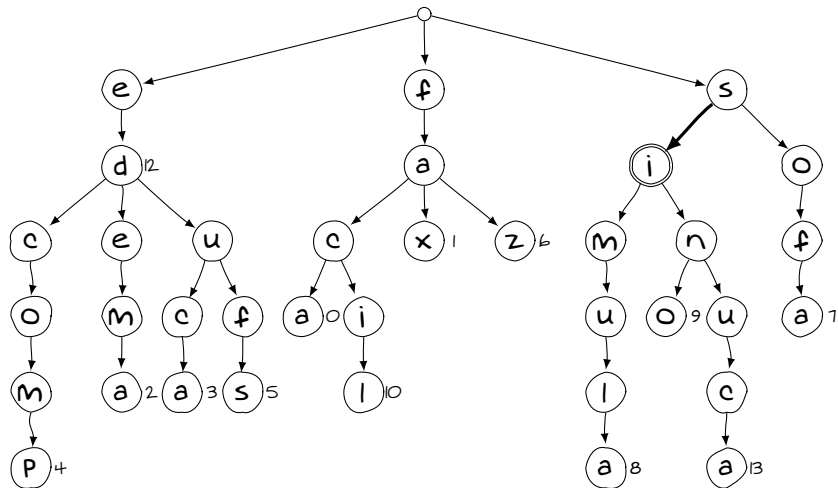 e f s
d 12 a i o
c e u c x 1 z 6 m n f
o m c f a 0 i u o 9 u a 7
m a 2 a 3 s 5 l 10 l c
p 4 a 8 a 13